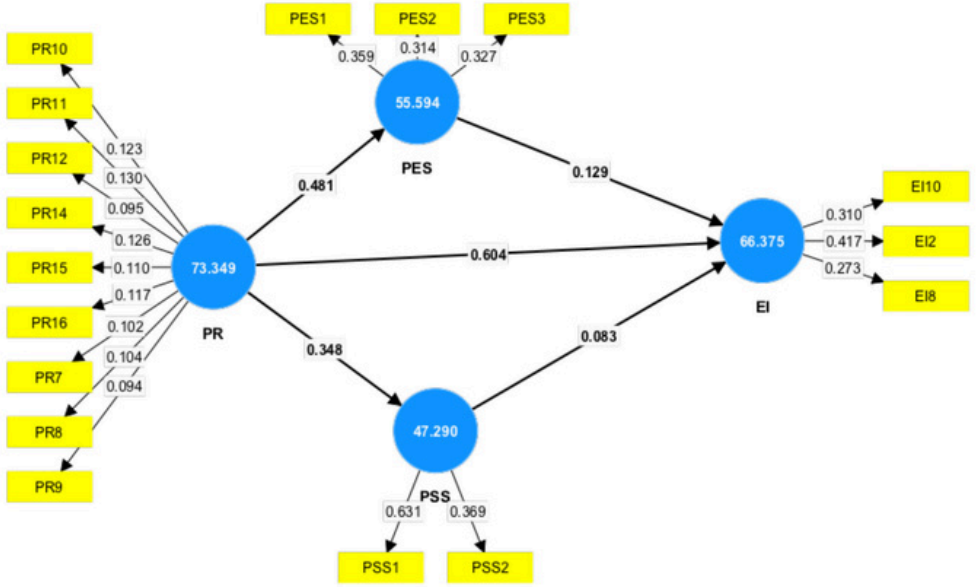 PES1 PES2 PES3
0.359 0.314 0.327
55.594
PES
PR10
PR11
PR12
PR14
PR15
PR16
PR7
PR8
PR9
0.123
0.130
0.095
0.126
0.110
0.117
0.102
0.104
0.094
73.349
PR
0.481
0.604
0.348
0.129
0.083
66.375
EI
0.310
0.417
0.273
EI10
EI2
EI8
47.290
PSS
0.631 0.369
PSS1 PSS2